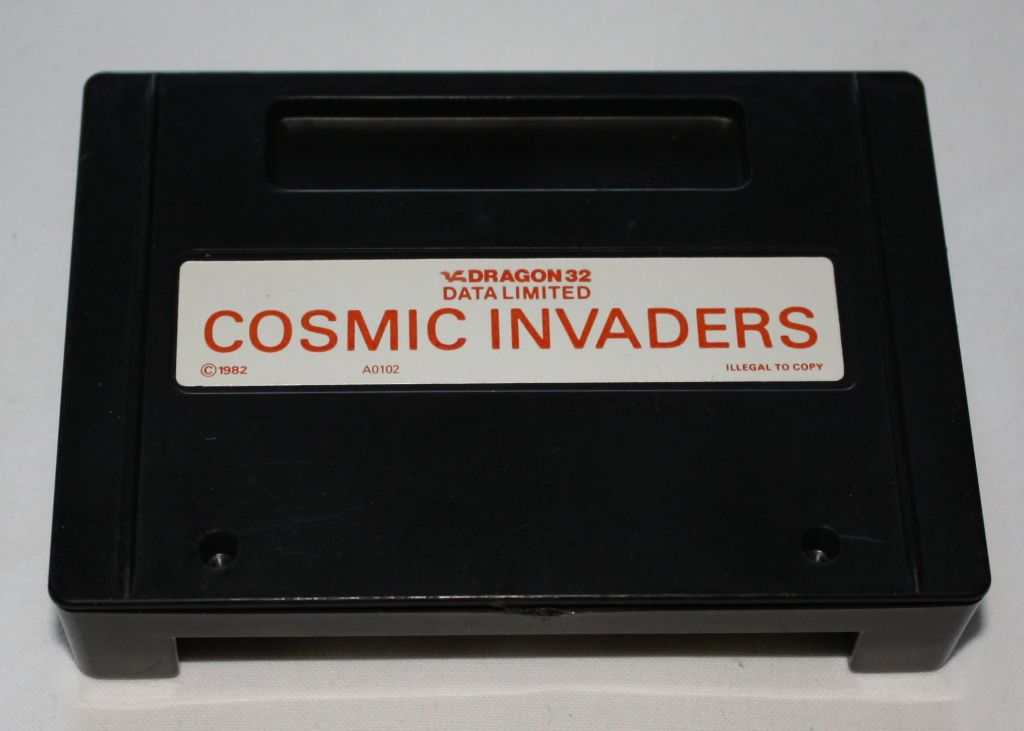 DRAGON 32
DATA LIMITED
COSMIC INVADERS
©1982 A0102 ILLEGAL TO COPY